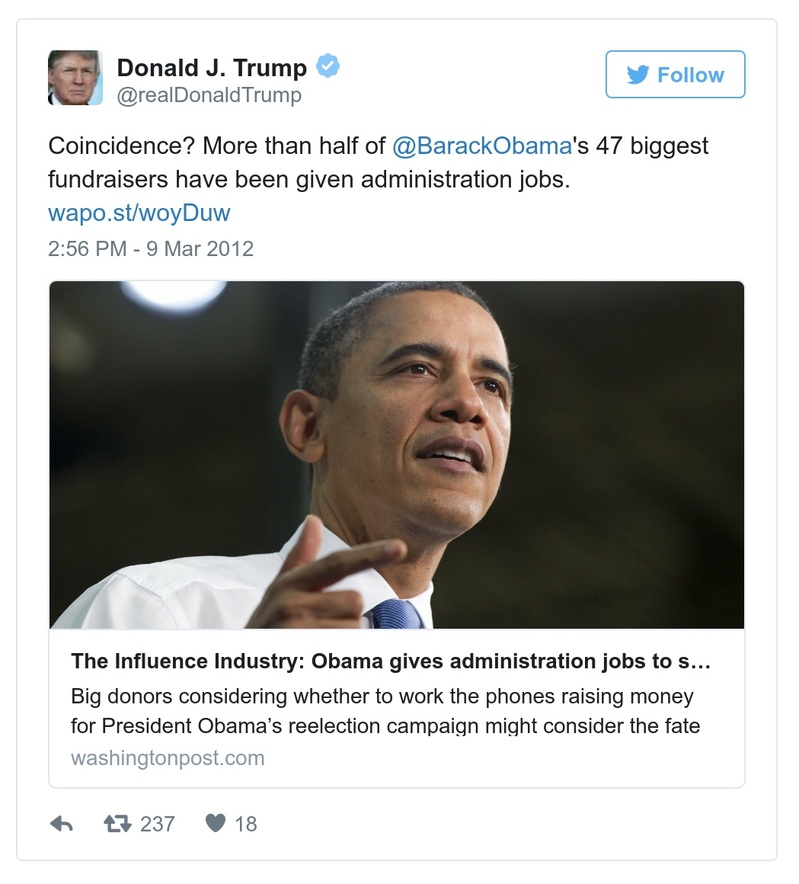 Donald J. Trump
@realDonaldTrump
Follow
Coincidence? More than half of @BarackObama's 47 biggest
fundraisers have been given administration jobs.
wapo.st/woyDuw
2:56 PM - 9 Mar 2012
The Influence Industry: Obama gives administration jobs to s…
Big donors considering whether to work the phones raising money
for President Obama’s reelection campaign might consider the fate
washingtonpost.com
237
18